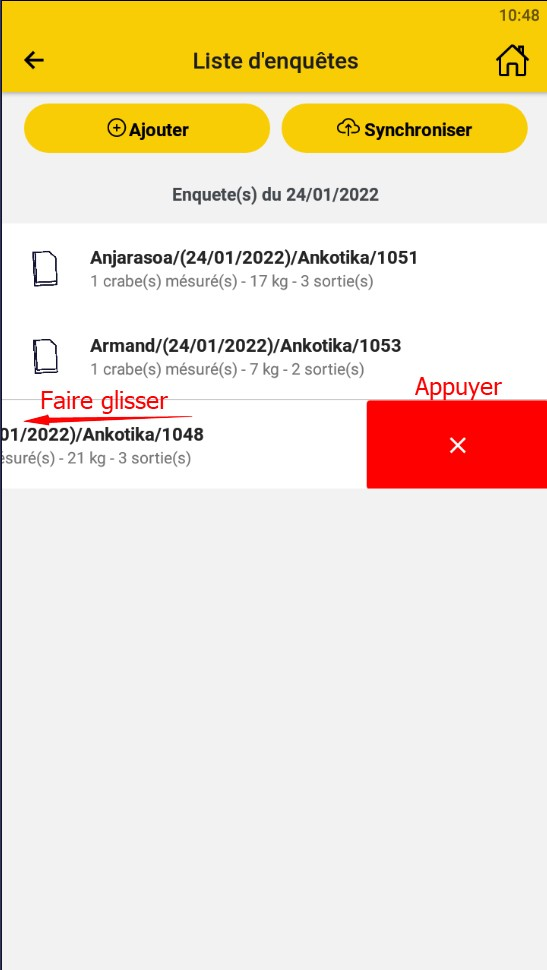 10:48
Liste d'enquêtes
Ajouter
Synchroniser
Enquete(s) du 24/01/2022
Anjarasoa/(24/01/2022)/Ankotika/1051
1 crabe(s) mésuré(s) - 17 kg - 3 sortie(s)
Armand/(24/01/2022)/Ankotika/1053
1 crabe(s) mésuré(s) - 7 kg - 2 sortie(s)
Faire glisser
Appuyer
01/2022)/Ankotika/1048
ésuré(s) - 21 kg - 3 sortie(s)